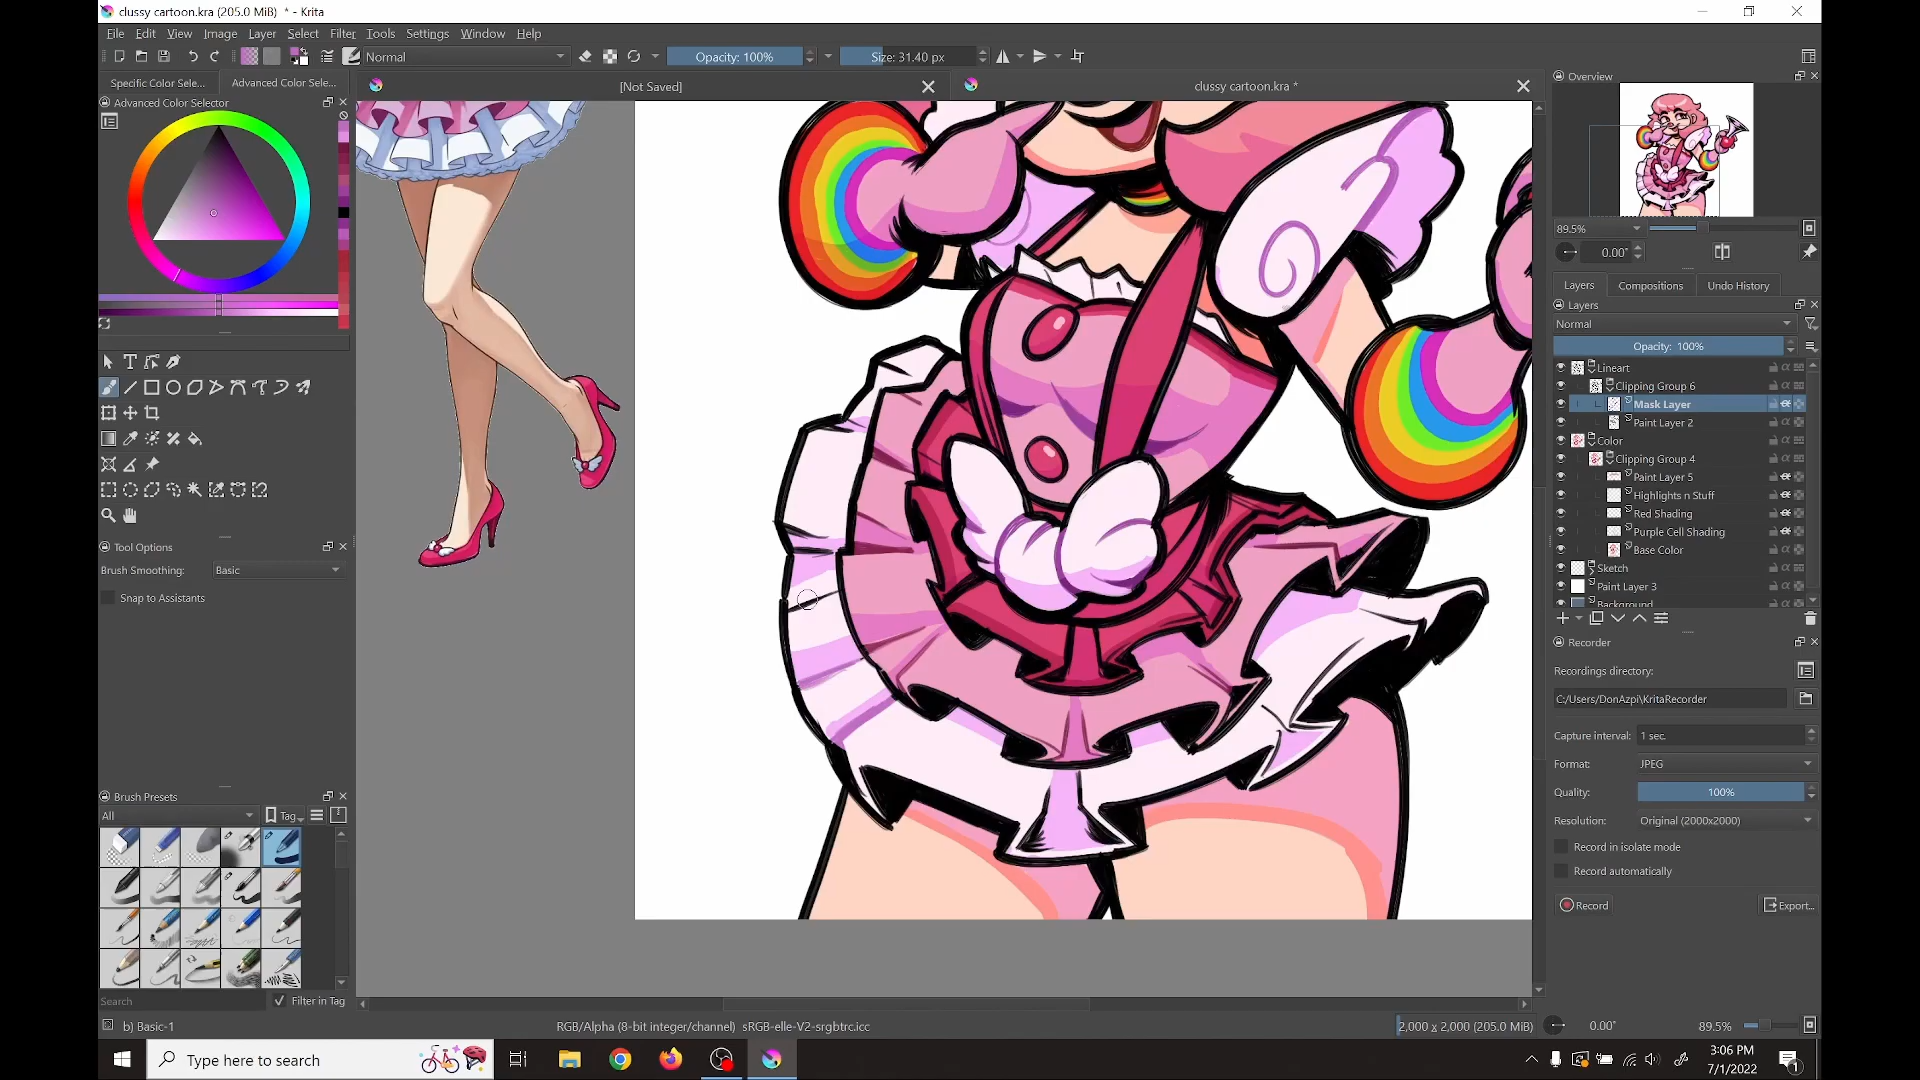 clussy cartoon.kra (205.0 MiB) * - Krita
File Edit View Image Layer Filter Select Tools Settings Window Help
Normal
Opacity: 100%
Size: 31.40 px
Specific Color Sele...
Advanced Color Sele...
[Not Saved]
clussy cartoon.kra *
Advanced Color Selector
Tool Options
Brush Smoothing:
Basic
Snap to Assistants
Brush Presets
All
Tag
Search
Filter in Tag
b) Basic-1
RGB/Alpha (8-bit integer/channel) sRGB-elle-V2-srgbtrc.icc
2,000 x 2,000 (205.0 MiB)
0.00°
89.5%
Overview
89.5%
0.00°
Layers
Compositions
Undo History
Layers
Normal
Opacity: 100%
Lineart
Clipping Group 6
Mask Layer
Paint Layer 2
Color
Clipping Group 4
Paint Layer 5
Highlights n Stuff
Red Shading
Purple Cell Shading
Base Color
Sketch
Paint Layer 3
Background
Recorder
Recordings directory:
C:/Users/DonAzpi\KritaRecorder
Capture interval:
1 sec.
Format:
JPEG
Quality:
100%
Resolution:
Original (2000x2000)
Record in isolate mode
Record automatically
Record
Export...
Type here to search
3:06 PM
7/1/2022
1